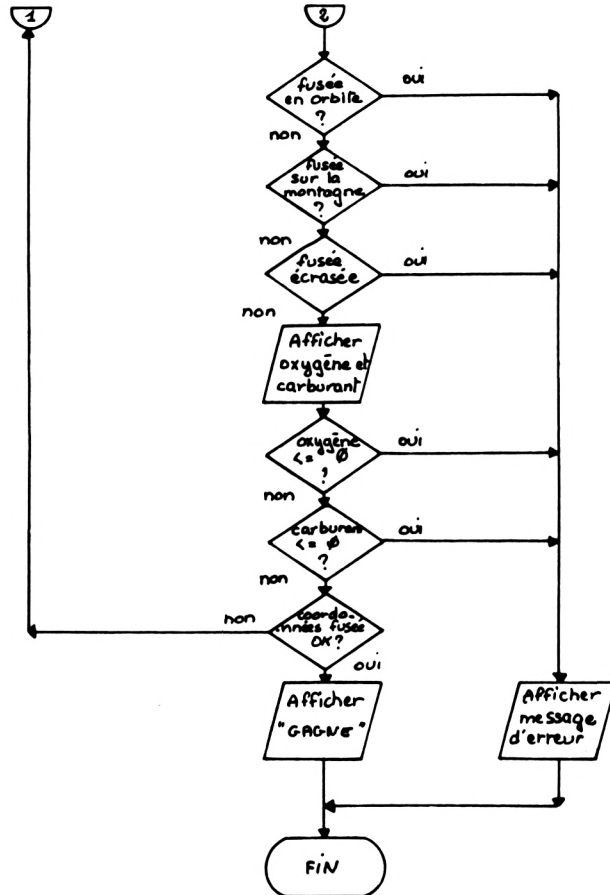 1
2
fusée
en orbite
?
oui
non
fusée
sur la
montagne
?
oui
non
fusée
écrasée
oui
non
Afficher
oxygène et
carburant
oxygène
<= Ø
?
oui
non
carburant
<= Ø
?
oui
non
coordo-
nnées fusée
OK?
non
oui
Afficher
"GAGNE"
Afficher
message
d'erreur
FIN